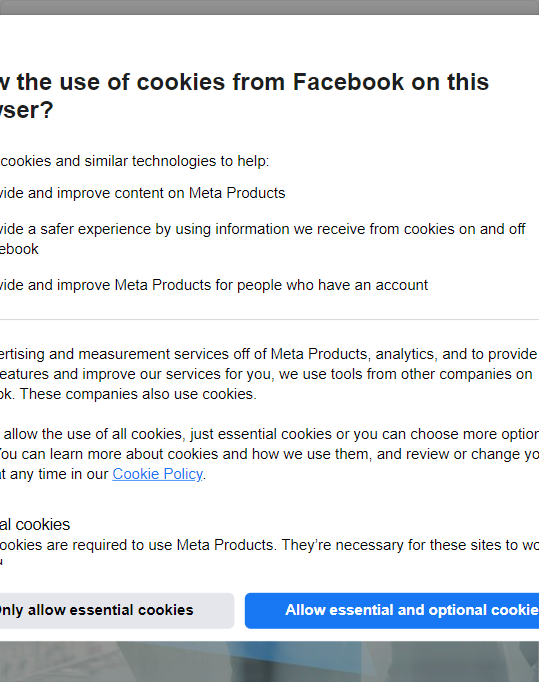 w the use of cookies from Facebook on this
ser?
cookies and similar technologies to help:
vide and improve content on Meta Products
vide a safer experience by using information we receive from cookies on and off
ebook
vide and improve Meta Products for people who have an account
ertising and measurement services off of Meta Products, analytics, and to provide
eatures and improve our services for you, we use tools from other companies on
ok. These companies also use cookies.
allow the use of all cookies, just essential cookies or you can choose more option
You can learn more about cookies and how we use them, and review or change yo
at any time in our Cookie Policy.
al cookies
ookies are required to use Meta Products. They're necessary for these sites to wo
Only allow essential cookies
Allow essential and optional cookie